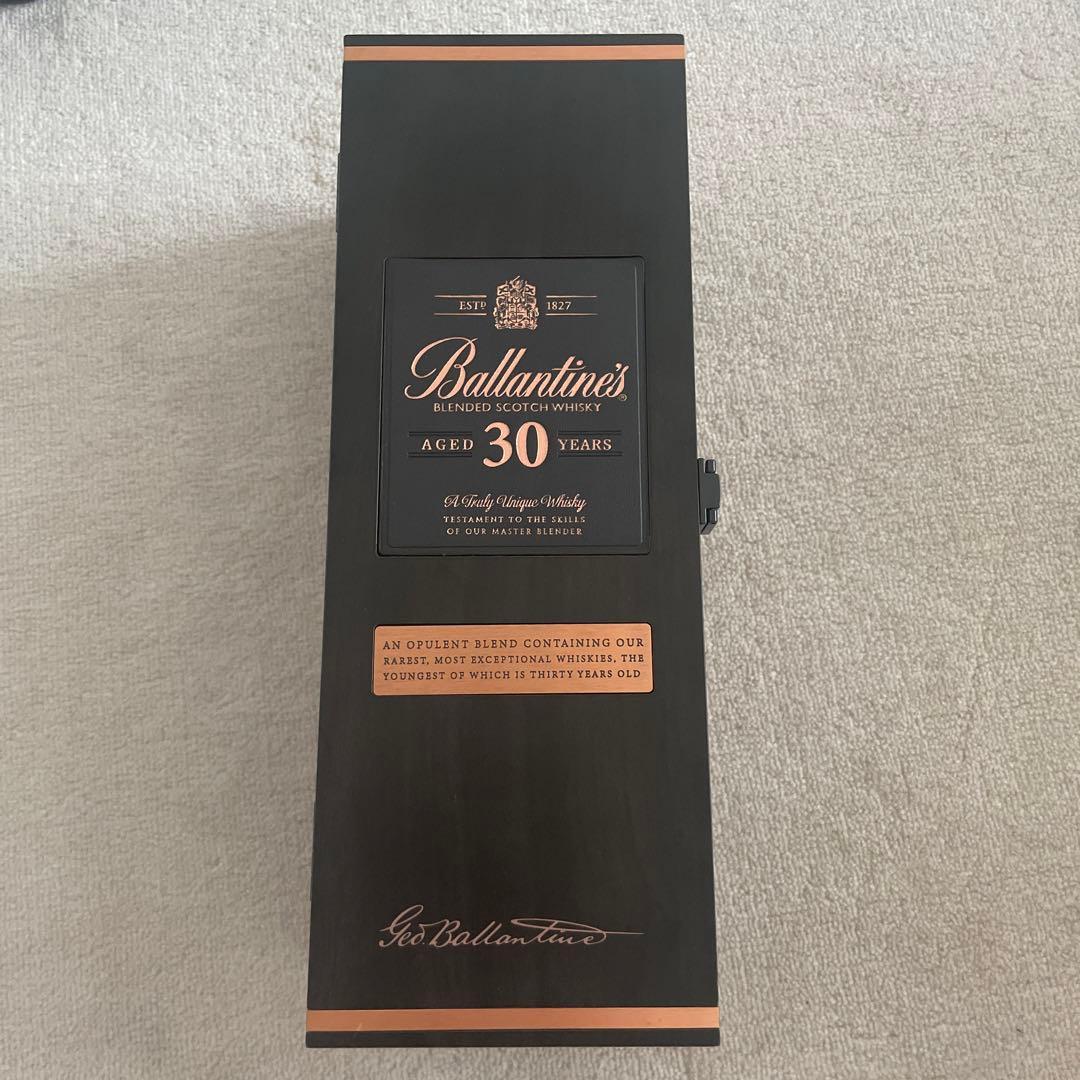 ESTD 1827
Ballantine's®
BLENDED SCOTCH WHISKY
AGED 30 YEARS
A Truly Unique Whisky
TESTAMENT TO THE SKILLS
OF OUR MASTER BLENDER
AN OPULENT BLEND CONTAINING OUR
RAREST, MOST EXCEPTIONAL WHISKIES, THE
YOUNGEST OF WHICH IS THIRTY YEARS OLD
Geo. Ballantine